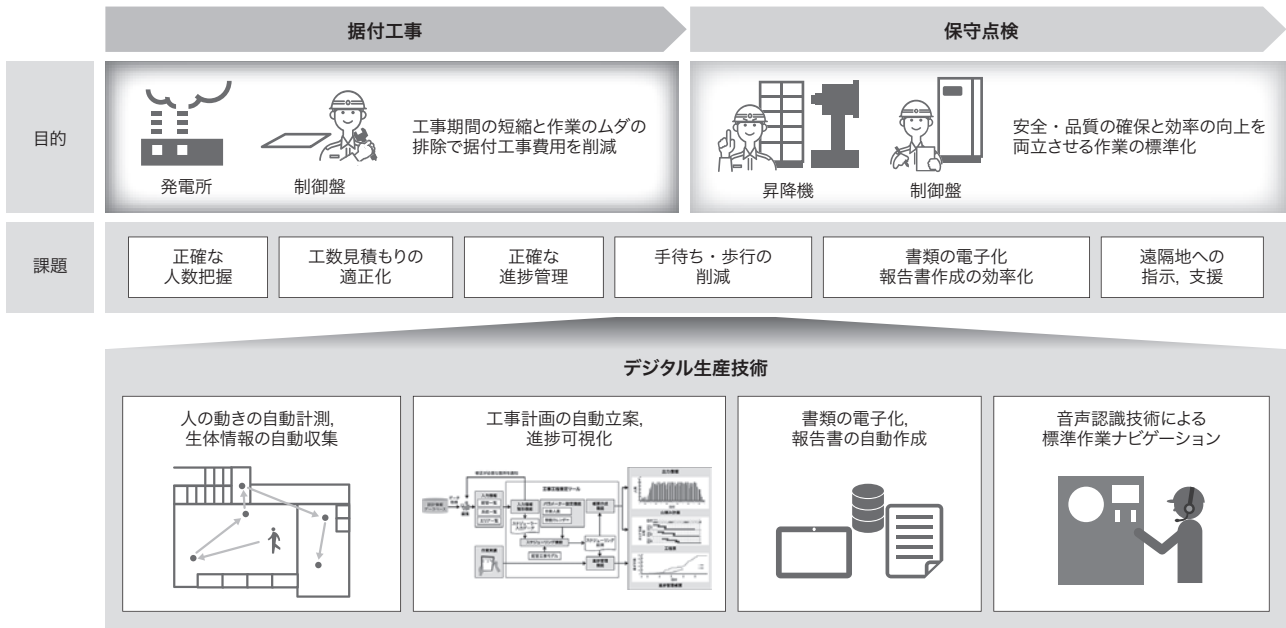 据付工事
保守点検
目的
発電所
制御盤
工事期間の短縮と作業のムダの
排除で据付工事費用を削減
昇降機
制御盤
安全・品質の確保と効率の向上を
両立させる作業の標準化
課題
正確な
人数把握
工数見積もりの
適正化
正確な
進捗管理
手待ち・歩行の
削減
書類の電子化
報告書作成の効率化
遠隔地への
指示, 支援
デジタル生産技術
人の動きの自動計測,
生体情報の自動収集
工事計画の自動立案,
進捗可視化
書類の電子化,
報告書の自動作成
音声認識技術による
標準作業ナビゲーション